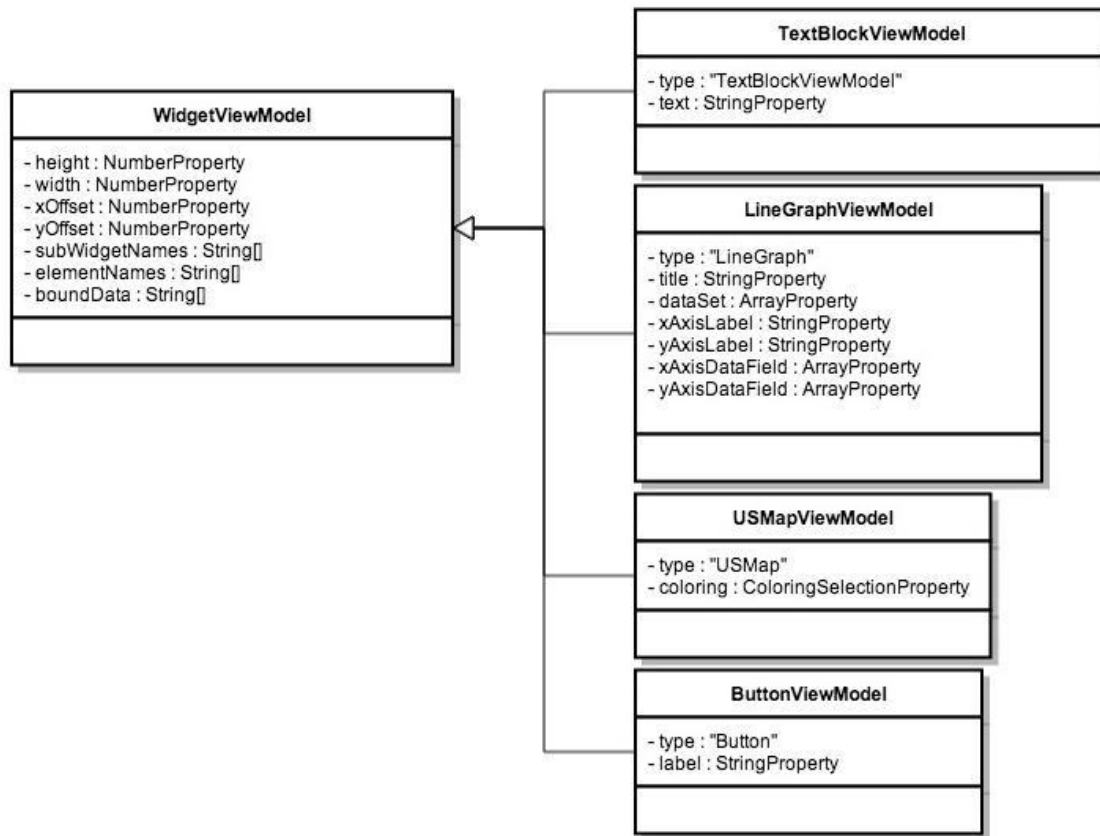 WidgetViewModel
- height : NumberProperty
- width : NumberProperty
- xOffset : NumberProperty
- yOffset : NumberProperty
- subWidgetNames : String[]
- elementNames : String[]
- boundData : String[]
TextBlockViewModel
- type : "TextBlockViewModel"
- text : StringProperty
LineGraphViewModel
- type : "LineGraph"
- title : StringProperty
- dataSet : ArrayProperty
- xAxisLabel : StringProperty
- yAxisLabel : StringProperty
- xAxisDataField : ArrayProperty
- yAxisDataField : ArrayProperty
USMapViewModel
- type : "USMap"
- coloring : ColoringSelectionProperty
ButtonViewModel
- type : "Button"
- label : StringProperty